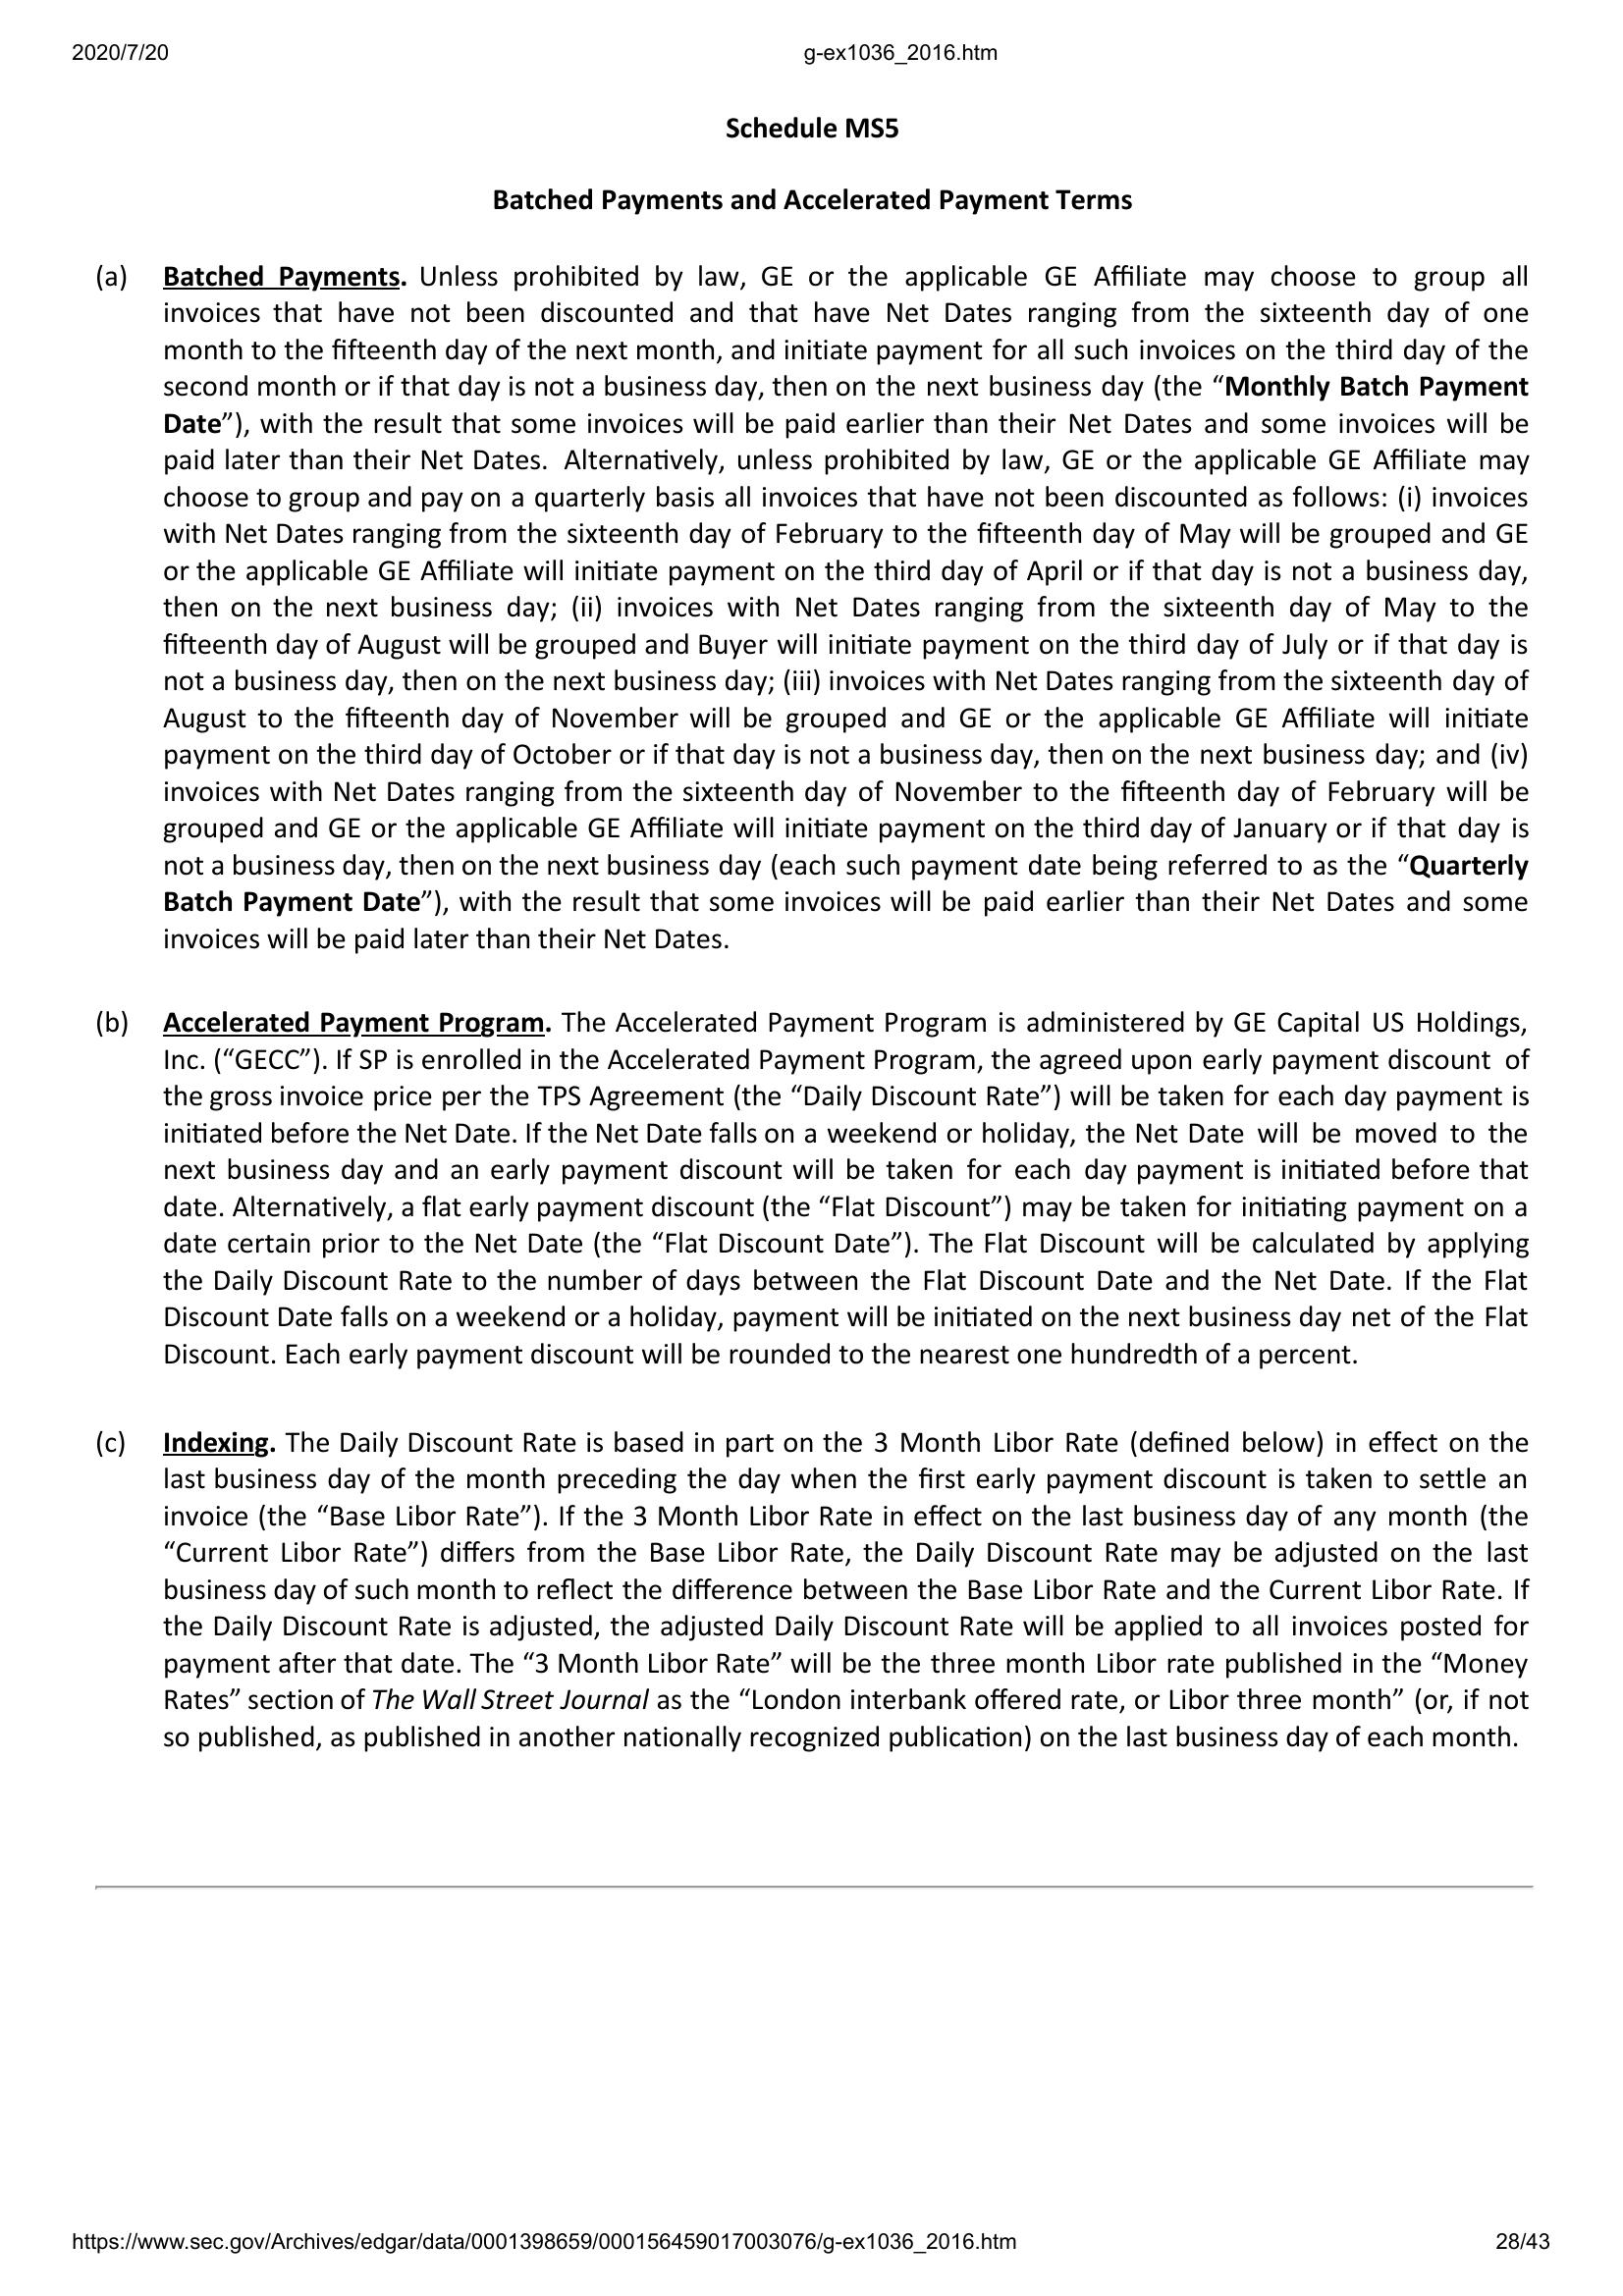 2020/7/20
g-ex1036_2016.htm
Schedule MS5
Batched Payments and Accelerated Payment Terms
(a) Batched Payments. Unless prohibited by law, GE or the applicable GE Affiliate may choose to group all
invoices that have not been discounted and that have Net Dates ranging from the sixteenth day of one
month to the fifteenth day of the next month, and initiate payment for all such invoices on the third day of the
second month or if that day is not a business day, then on the next business day (the “Monthly Batch Payment
Date”), with the result that some invoices will be paid earlier than their Net Dates and some invoices will be
paid later than their Net Dates. Alternatively, unless prohibited by law, GE or the applicable GE Affiliate may
choose to group and pay on a quarterly basis all invoices that have not been discounted as follows: (i) invoices
with Net Dates ranging from the sixteenth day of February to the fifteenth day of May will be grouped and GE
or the applicable GE Affiliate will initiate payment on the third day of April or if that day is not a business day,
then on the next business day; (ii) invoices with Net Dates ranging from the sixteenth day of May to the
fifteenth day of August will be grouped and Buyer will initiate payment on the third day of July or if that day is
not a business day, then on the next business day; (iii) invoices with Net Dates ranging from the sixteenth day of
August to the fifteenth day of November will be grouped and GE or the applicable GE Affiliate will initiate
payment on the third day of October or if that day is not a business day, then on the next business day; and (iv)
invoices with Net Dates ranging from the sixteenth day of November to the fifteenth day of February will be
grouped and GE or the applicable GE Affiliate will initiate payment on the third day of January or if that day is
not a business day, then on the next business day (each such payment date being referred to as the “Quarterly
Batch Payment Date”), with the result that some invoices will be paid earlier than their Net Dates and some
invoices will be paid later than their Net Dates.
(b) Accelerated Payment Program. The Accelerated Payment Program is administered by GE Capital US Holdings,
Inc. (“GECC”). If SP is enrolled in the Accelerated Payment Program, the agreed upon early payment discount of
the gross invoice price per the TPS Agreement (the “Daily Discount Rate”) will be taken for each day payment is
initiated before the Net Date. If the Net Date falls on a weekend or holiday, the Net Date will be moved to the
next business day and an early payment discount will be taken for each day payment is initiated before that
date. Alternatively, a flat early payment discount (the “Flat Discount”) may be taken for initiating payment on a
date certain prior to the Net Date (the “Flat Discount Date”). The Flat Discount will be calculated by applying
the Daily Discount Rate to the number of days between the Flat Discount Date and the Net Date. If the Flat
Discount Date falls on a weekend or a holiday, payment will be initiated on the next business day net of the Flat
Discount. Each early payment discount will be rounded to the nearest one hundredth of a percent.
(c) Indexing. The Daily Discount Rate is based in part on the 3 Month Libor Rate (defined below) in effect on the
last business day of the month preceding the day when the first early payment discount is taken to settle an
invoice (the “Base Libor Rate”). If the 3 Month Libor Rate in effect on the last business day of any month (the
“Current Libor Rate”) differs from the Base Libor Rate, the Daily Discount Rate may be adjusted on the last
business day of such month to reflect the difference between the Base Libor Rate and the Current Libor Rate. If
the Daily Discount Rate is adjusted, the adjusted Daily Discount Rate will be applied to all invoices posted for
payment after that date. The “3 Month Libor Rate” will be the three month Libor rate published in the “Money
Rates” section of The Wall Street Journal as the “London interbank offered rate, or Libor three month” (or, if not
so published, as published in another nationally recognized publication) on the last business day of each month.
https://www.sec.gov/Archives/edgar/data/0001398659/000156459017003076/g-ex1036_2016.htm
28/43